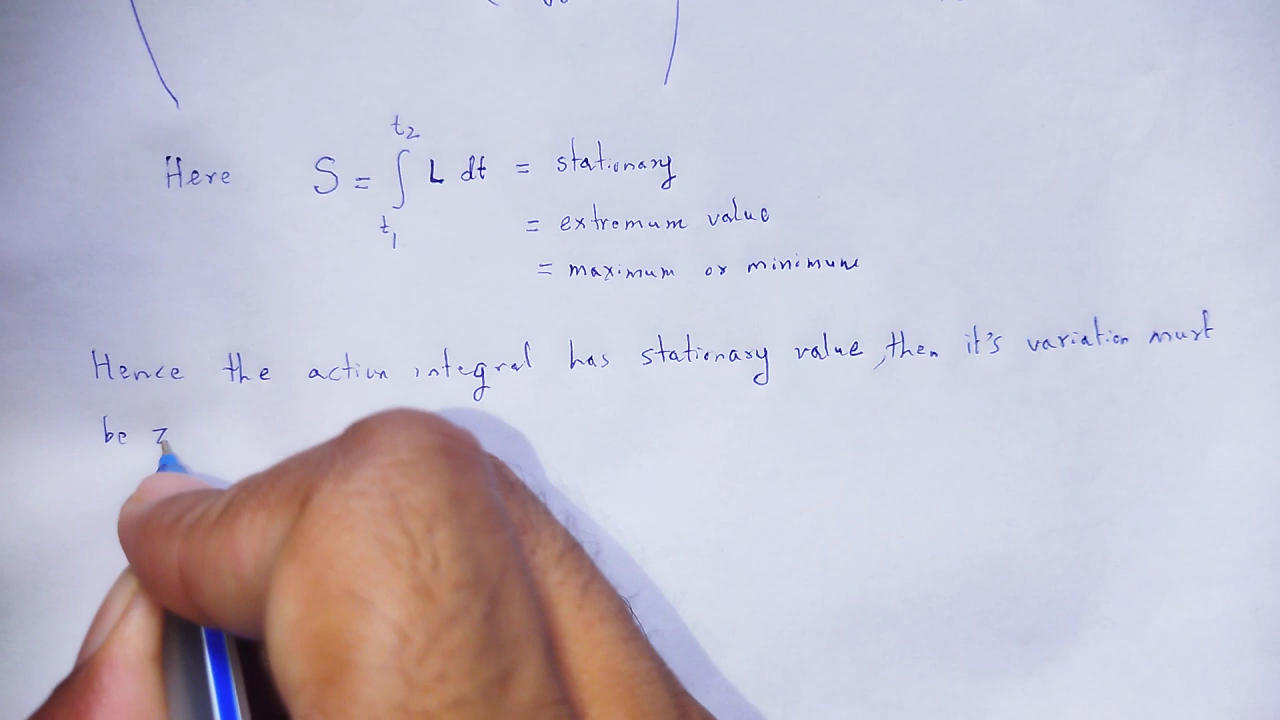 Here S = ∫ t₁ t₂ L dt = stationary
= extremum value
= maximum or minimum
Hence the action integral has stationary value, then it's variation must
be z